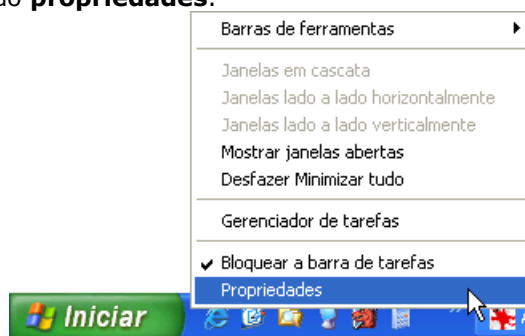 propriedades.
Barras de ferramentas
Janelas em cascata
Janelas lado a lado horizontalmente
Janelas lado a lado verticalmente
Mostrar janelas abertas
Desfazer Minimizar tudo
Gerenciador de tarefas
Bloquear a barra de tarefas
Propriedades
Iniciar